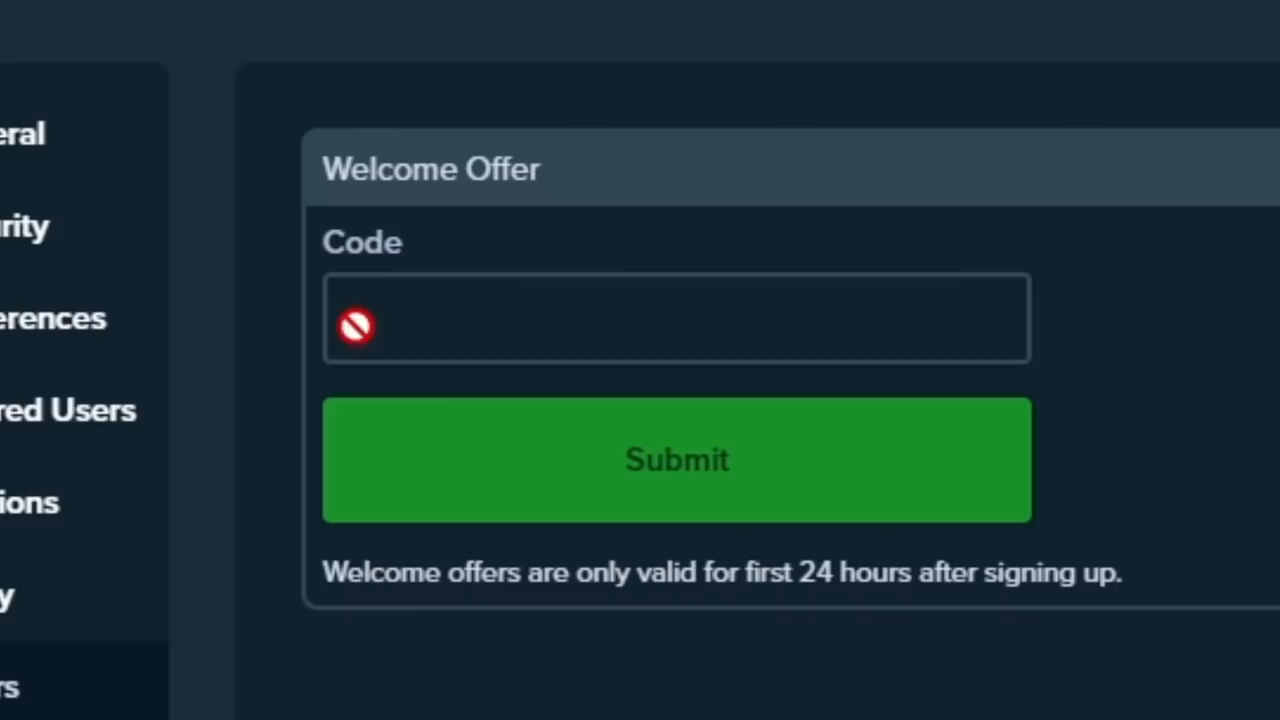 eral
Welcome Offer
rity
Code
erences
red Users
Submit
ions
Welcome offers are only valid for first 24 hours after signing up.
y
rs